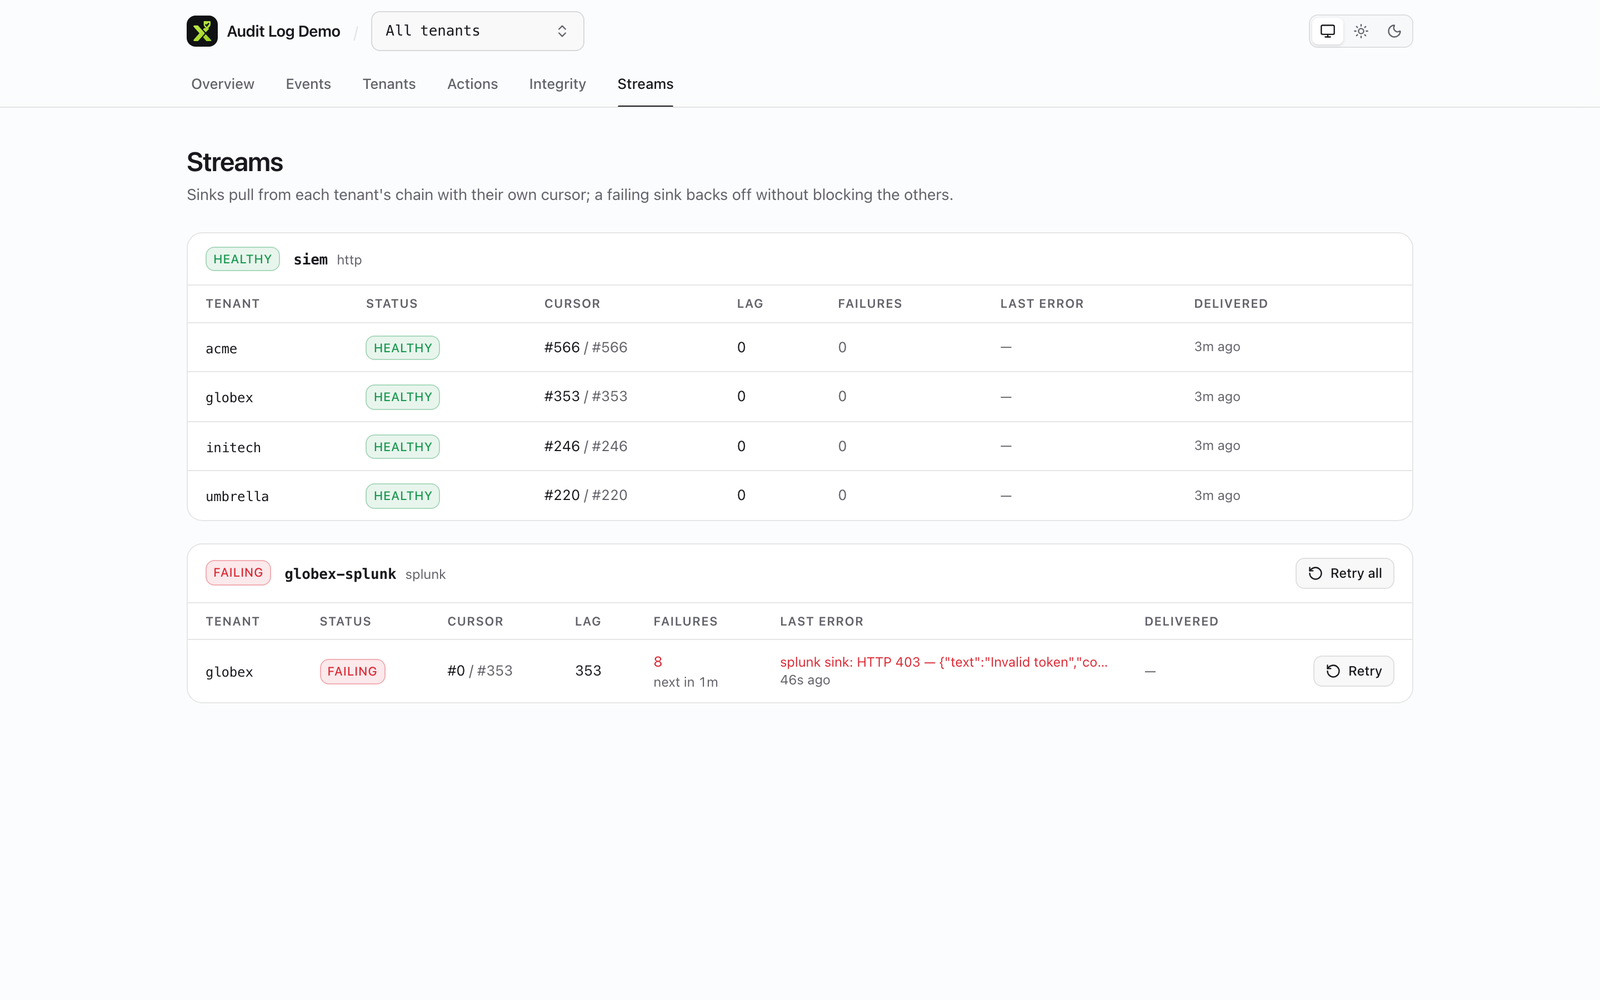 Audit Log Demo / All tenants
Overview Events Tenants Actions Integrity Streams
Streams
Sinks pull from each tenant's chain with their own cursor; a failing sink backs off without blocking the others.
HEALTHY siem http
TENANT STATUS CURSOR LAG FAILURES LAST ERROR DELIVERED
acme HEALTHY #566 / #566 0 0 — 3m ago
globex HEALTHY #353 / #353 0 0 — 3m ago
initech HEALTHY #246 / #246 0 0 — 3m ago
umbrella HEALTHY #220 / #220 0 0 — 3m ago
FAILING globex-splunk splunk Retry all
TENANT STATUS CURSOR LAG FAILURES LAST ERROR DELIVERED
globex FAILING #0 / #353 353 8 splunk sink: HTTP 403 — {"text":"Invalid token","co... — Retry
next in 1m 46s ago